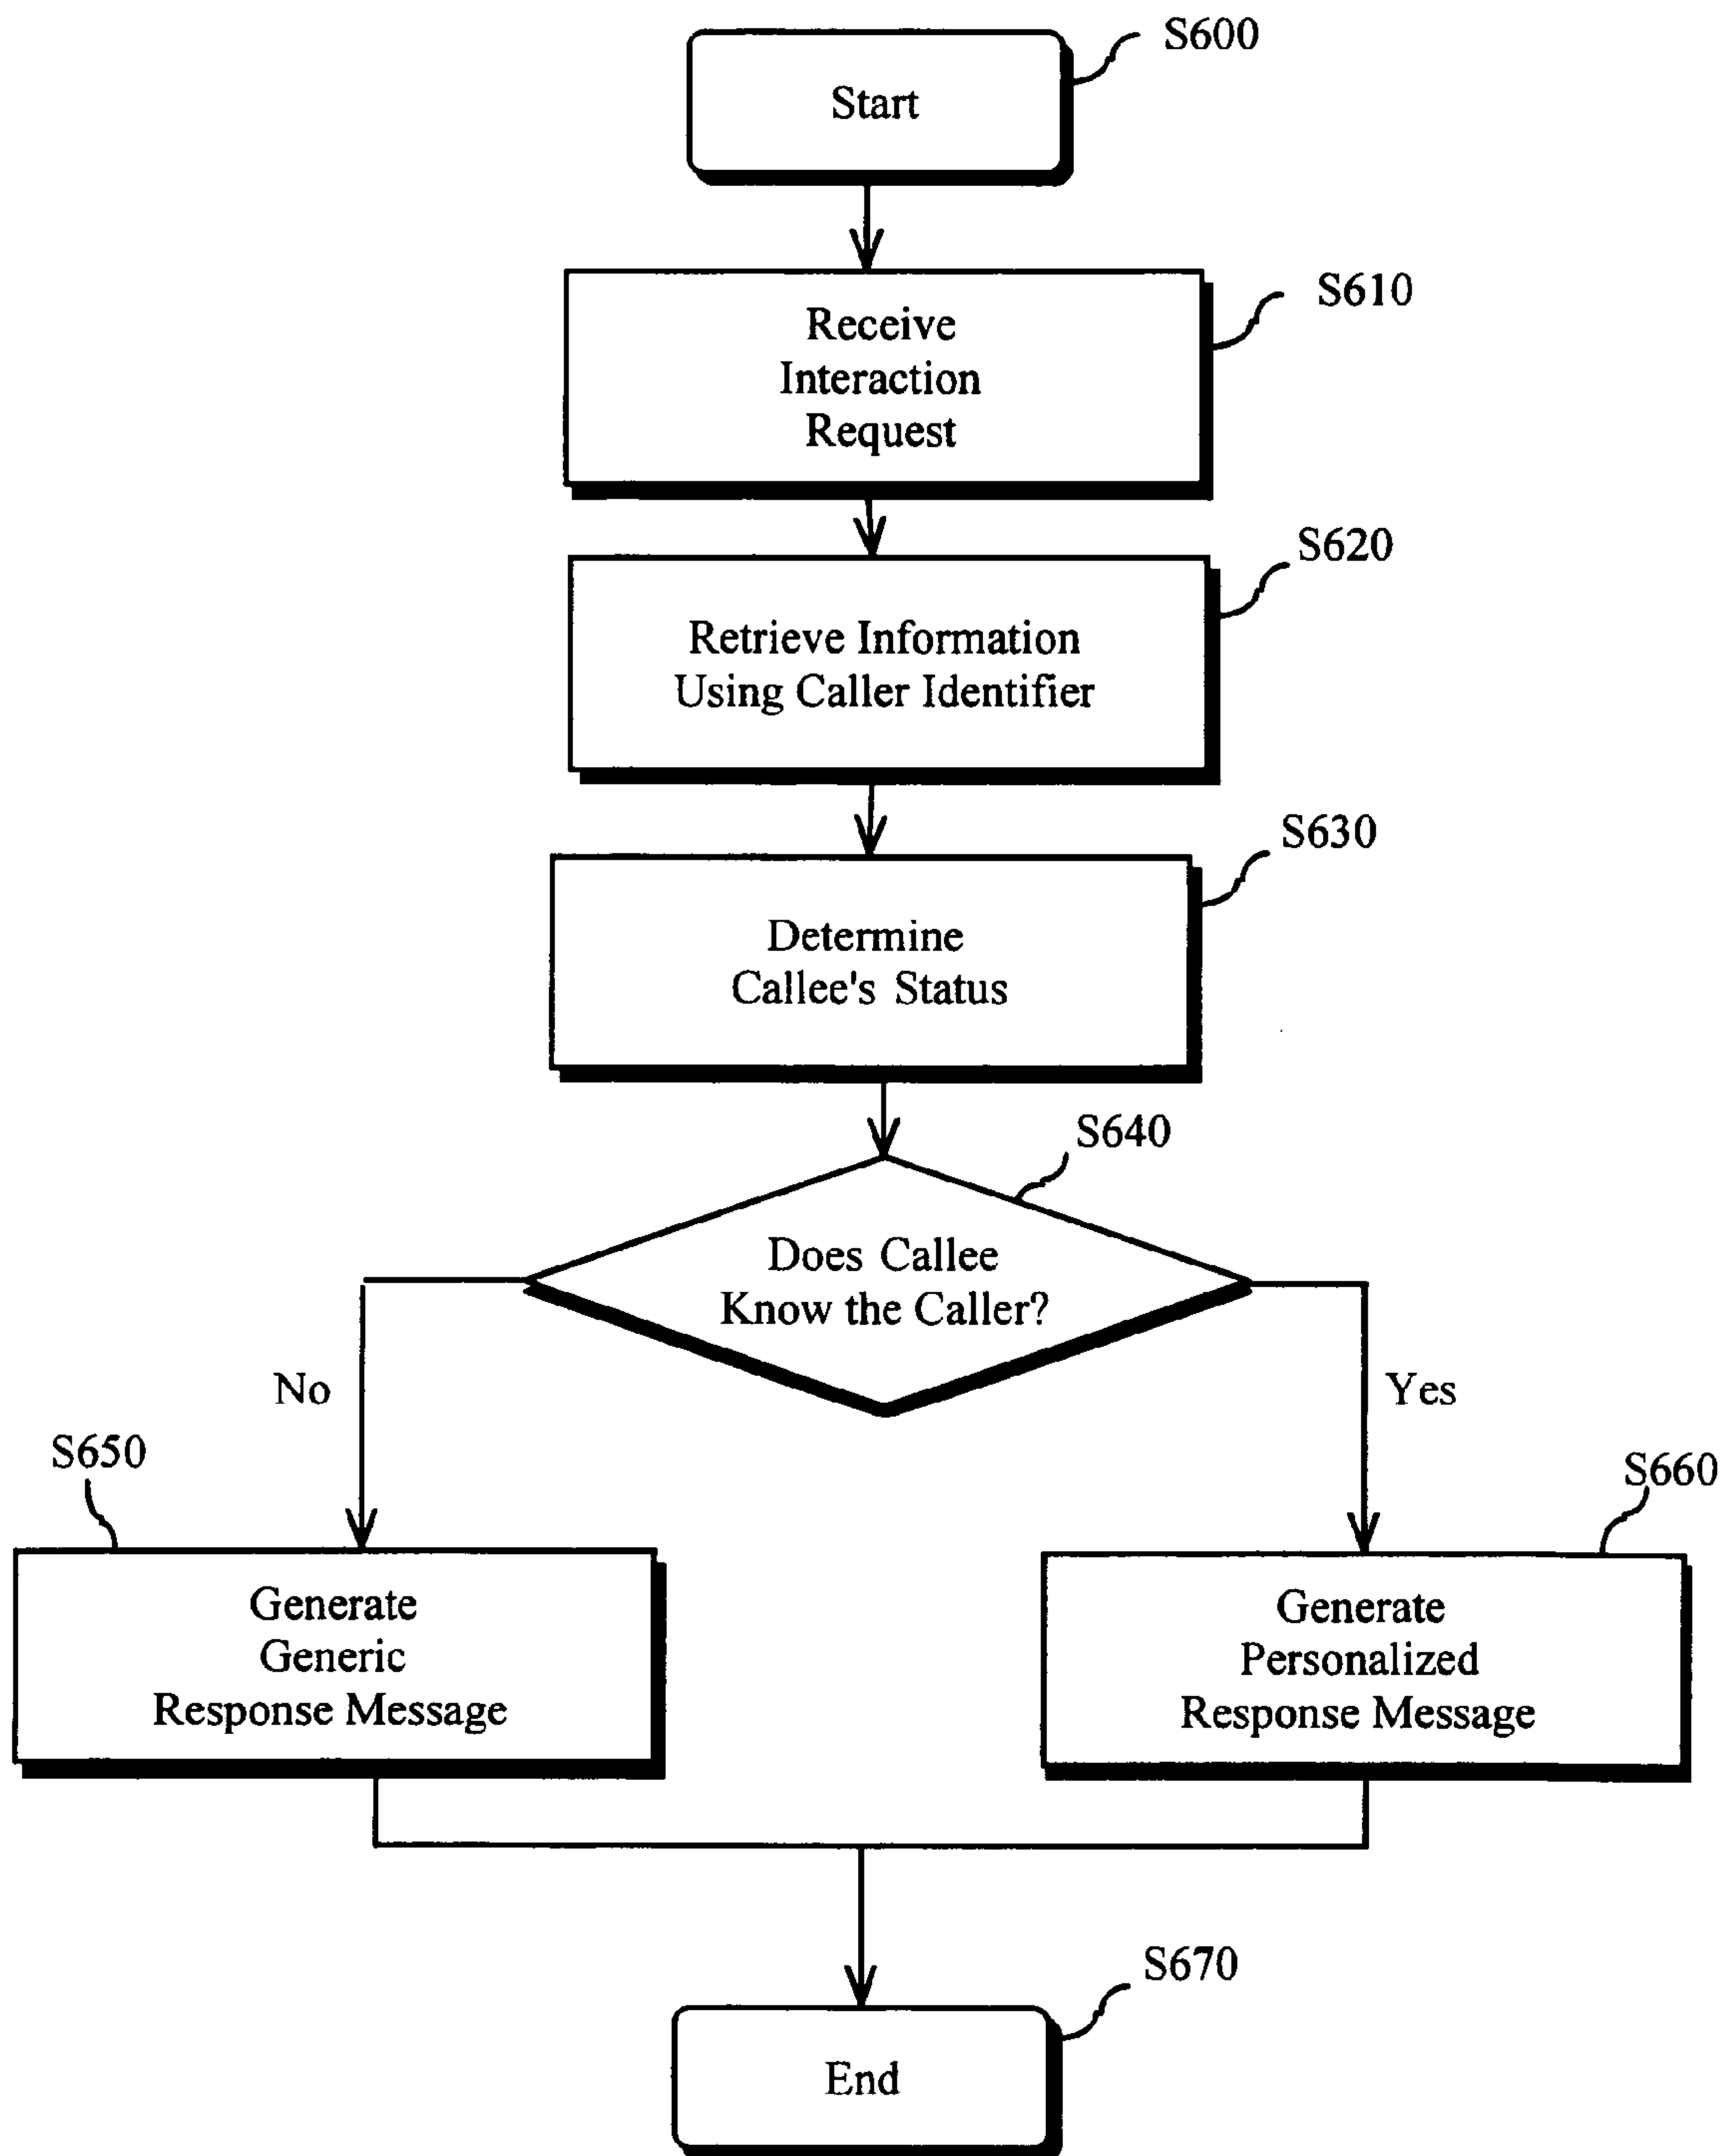 S600
Start
S610
Receive
Interaction
Request
S620
Retrieve Information
Using Caller Identifier
S630
Determine
Callee's Status
S640
Does Callee
Know the Caller?
No
Yes
S650
Generate
Generic
Response Message
S660
Generate
Personalized
Response Message
S670
End